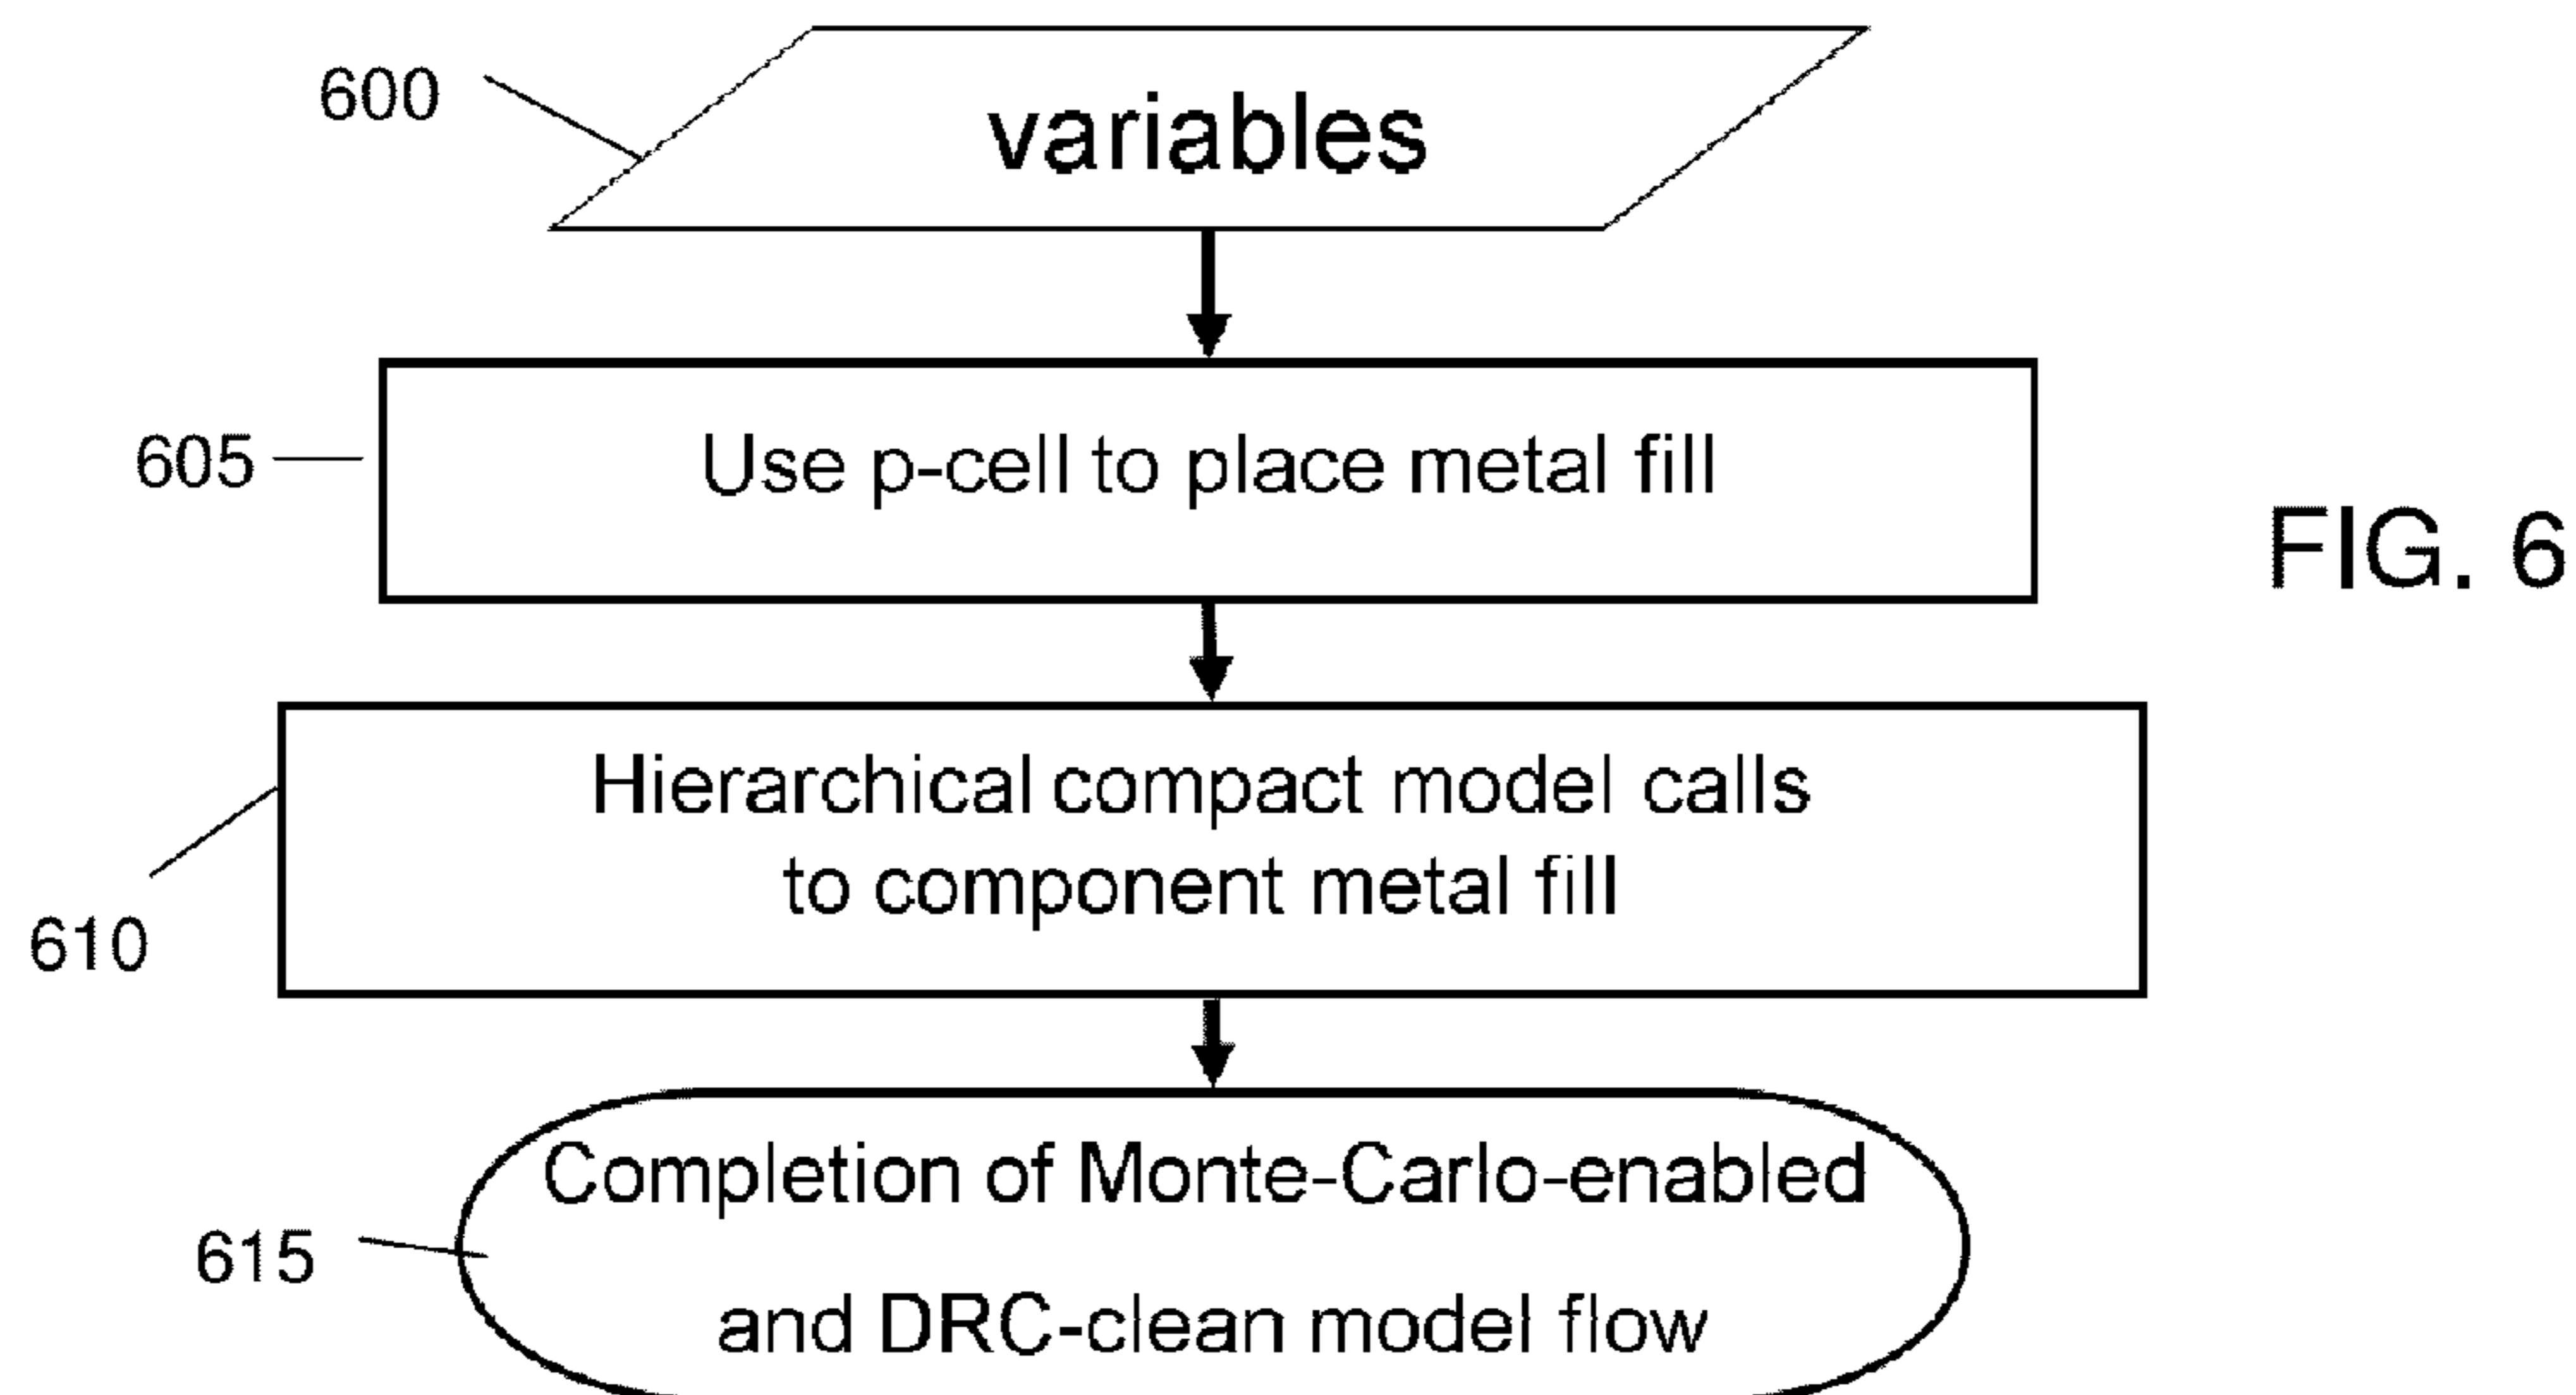 600
variables
605
Use p-cell to place metal fill
FIG. 6
Hierarchical compact model calls
to component metal fill
610
Completion of Monte-Carlo-enabled
615
and DRC-clean model flow